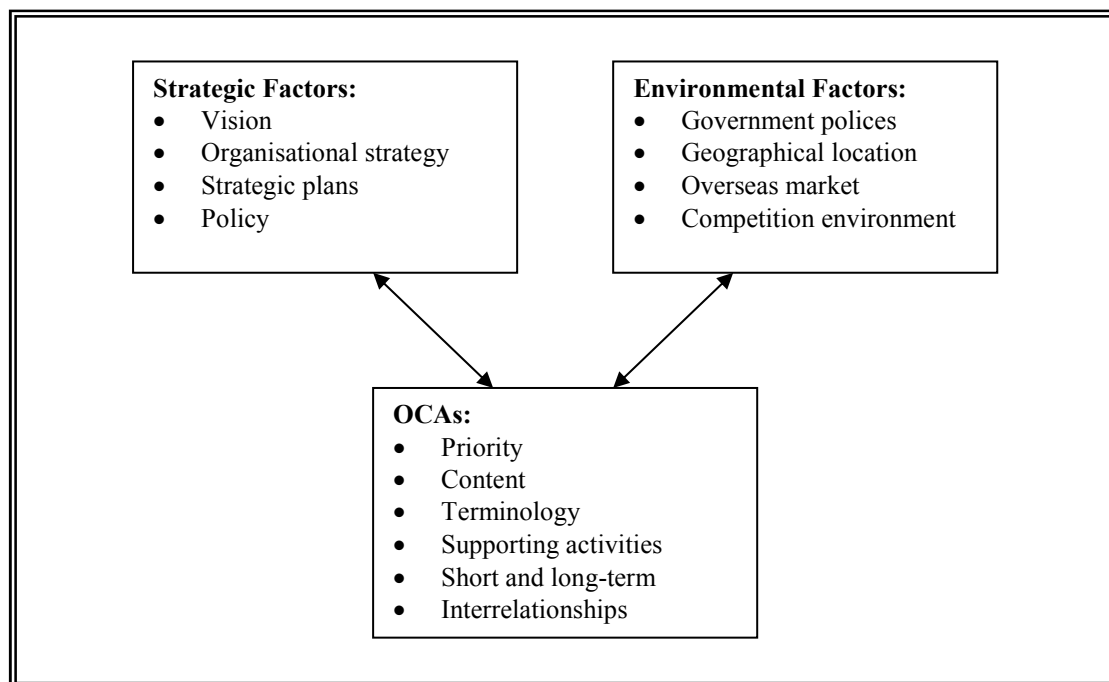 Strategic Factors:
• Vision
• Organisational strategy
• Strategic plans
• Policy
Environmental Factors:
• Government polices
• Geographical location
• Overseas market
• Competition environment
OCAs:
• Priority
• Content
• Terminology
• Supporting activities
• Short and long-term
• Interrelationships